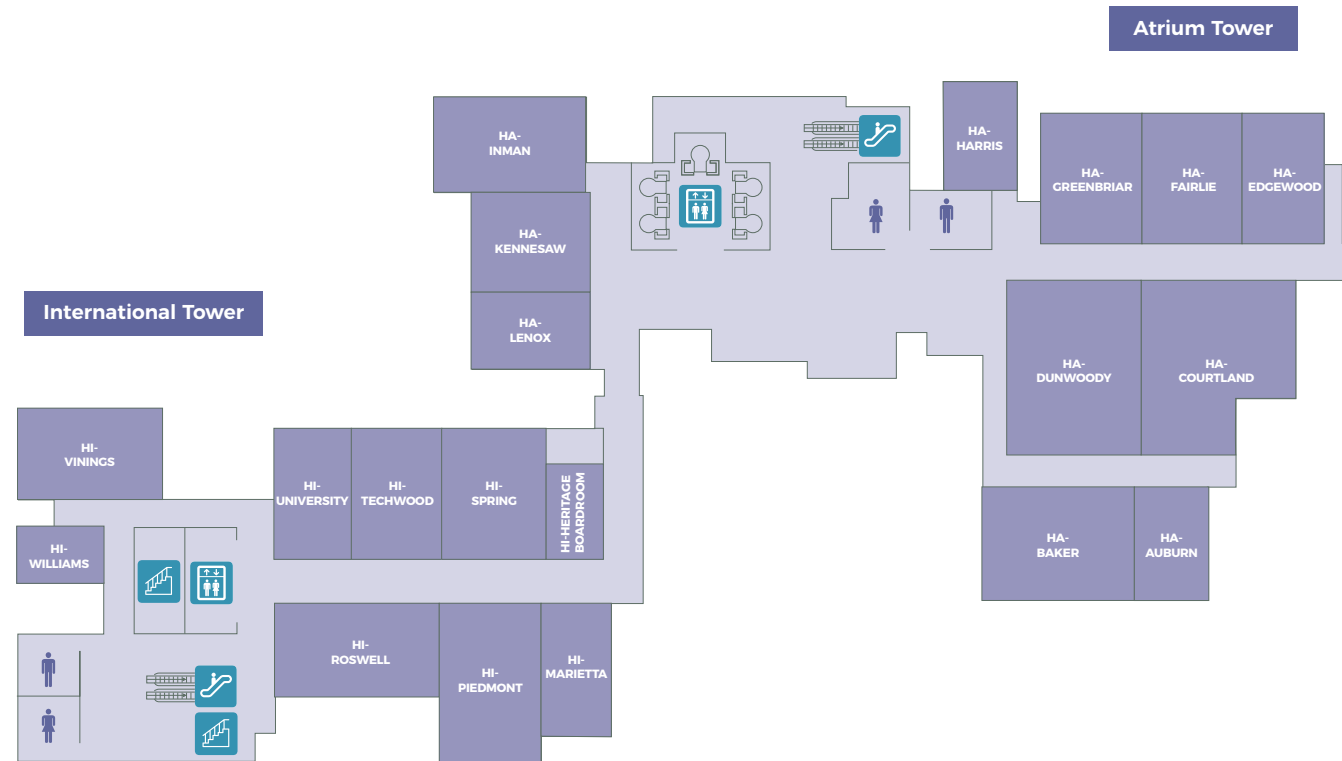 Atrium Tower
HA-
INMAN
HA-
HARRIS
HA-
GREENBRIAR
HA-
FAIRLIE
HA-
EDGEWOOD
HA-
KENNESAW
HA-
LENOX
International Tower
HA-
DUNWOODY
HA-
COURTLAND
HI-
VININGS
HI-
UNIVERSITY
HI-
TECHWOOD
HI-
SPRING
HI-HERITAGE
BOARDROOM
HI-
WILLIAMS
HA-
BAKER
HA-
AUBURN
HI-
ROSWELL
HI-
PIEDMONT
HI-
MARIETTA